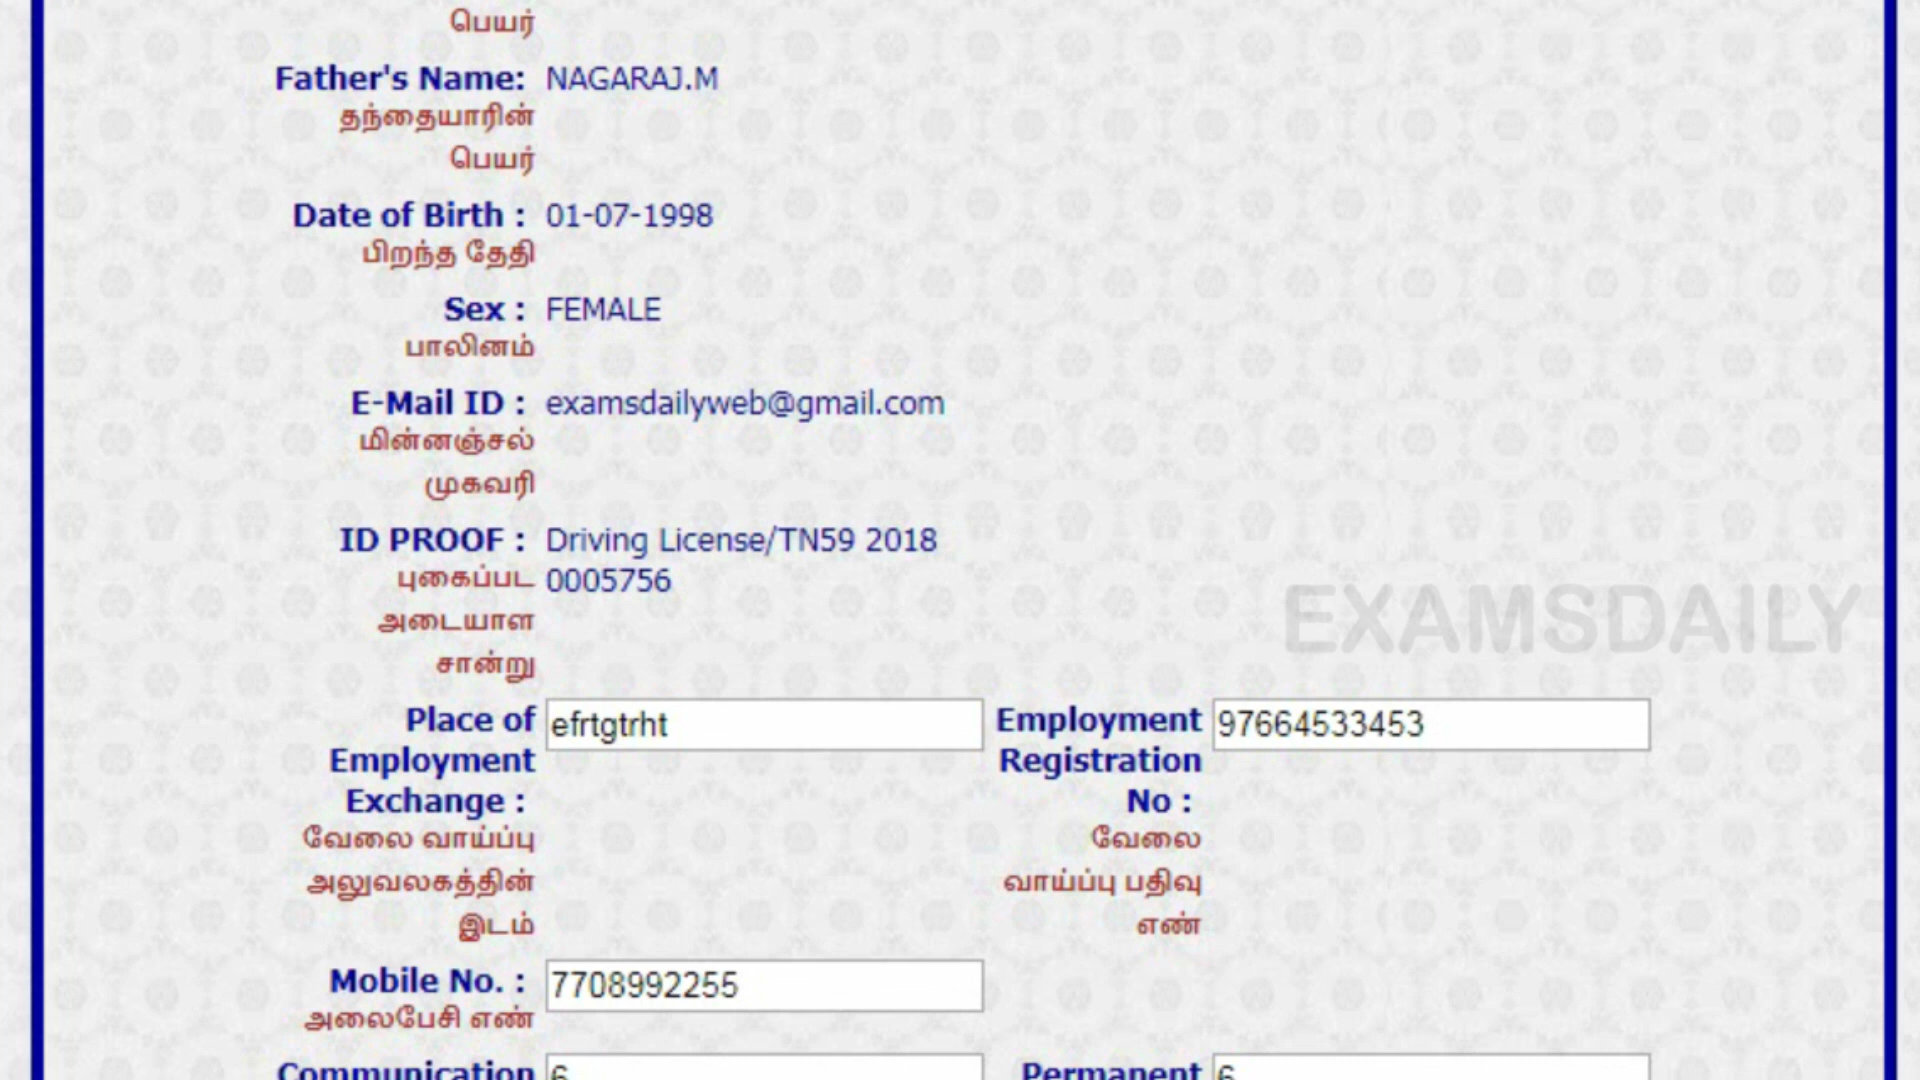 பெயர்
Father's Name: NAGARAJ.M
தந்தையாரின்
பெயர்
Date of Birth : 01-07-1998
பிறந்த தேதி
Sex : FEMALE
பாலினம்
E-Mail ID : examsdailyweb@gmail.com
மின்னஞ்சல்
முகவரி
ID PROOF : Driving License/TN59 2018
புகைப்பட 0005756
அடையாள
சான்று
EXAMSDAILY
Place of efrtgtrht Employment 97664533453
Employment Registration
Exchange : No :
வேலை வாய்ப்பு வேலை
அலுவலகத்தின் வாய்ப்பு பதிவு
இடம் எண்
Mobile No. : 7708992255
அலைபேசி எண்
Communication 6 Permanent 6